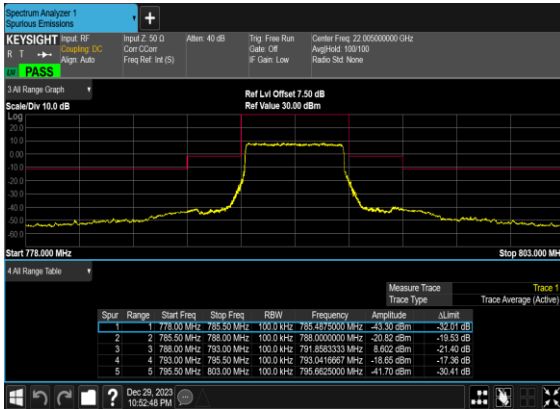 Spectrum Analyzer 1
Spurious Emissions
+
KEYSIGHT Input: RF Input Z: 50 Ω Atten: 40 dB Trig: Free Run Center Freq: 22.005000000 GHz
R T Coupling: DC Corr CCorr Gate: Off Avg|Hold: 100/100
Align: Auto Freq Ref: Int (S) IF Gain: Low Radio Std: None
LXI PASS
3 All Range Graph Ref Lvl Offset 7.50 dB
Scale/Div 10.0 dB Ref Value 30.00 dBm
Log
20.0
10.0
0.00
-10.0
-20.0
-30.0
-40.0
-50.0
-60.0
Start 778.000 MHz Stop 803.000 MH
4 All Range Table
Measure Trace Trace 1
Trace Type Trace Average (Active)
Spur Range Start Freq Stop Freq RBW Frequency Amplitude ΔLimit
1 1 778.00 MHz 785.50 MHz 100.0 kHz 785.4875000 MHz -43.30 dBm -32.01 dB
2 2 785.50 MHz 788.00 MHz 100.0 kHz 788.0000000 MHz -20.82 dBm -19.53 dB
3 3 788.00 MHz 793.00 MHz 100.0 kHz 791.8583333 MHz 8.602 dBm -21.40 dB
4 4 793.00 MHz 795.50 MHz 100.0 kHz 793.0416667 MHz -18.65 dBm -17.36 dB
5 5 795.50 MHz 803.00 MHz 100.0 kHz 795.6625000 MHz -41.70 dBm -30.41 dB
? Dec 29, 2023
10:52:48 PM